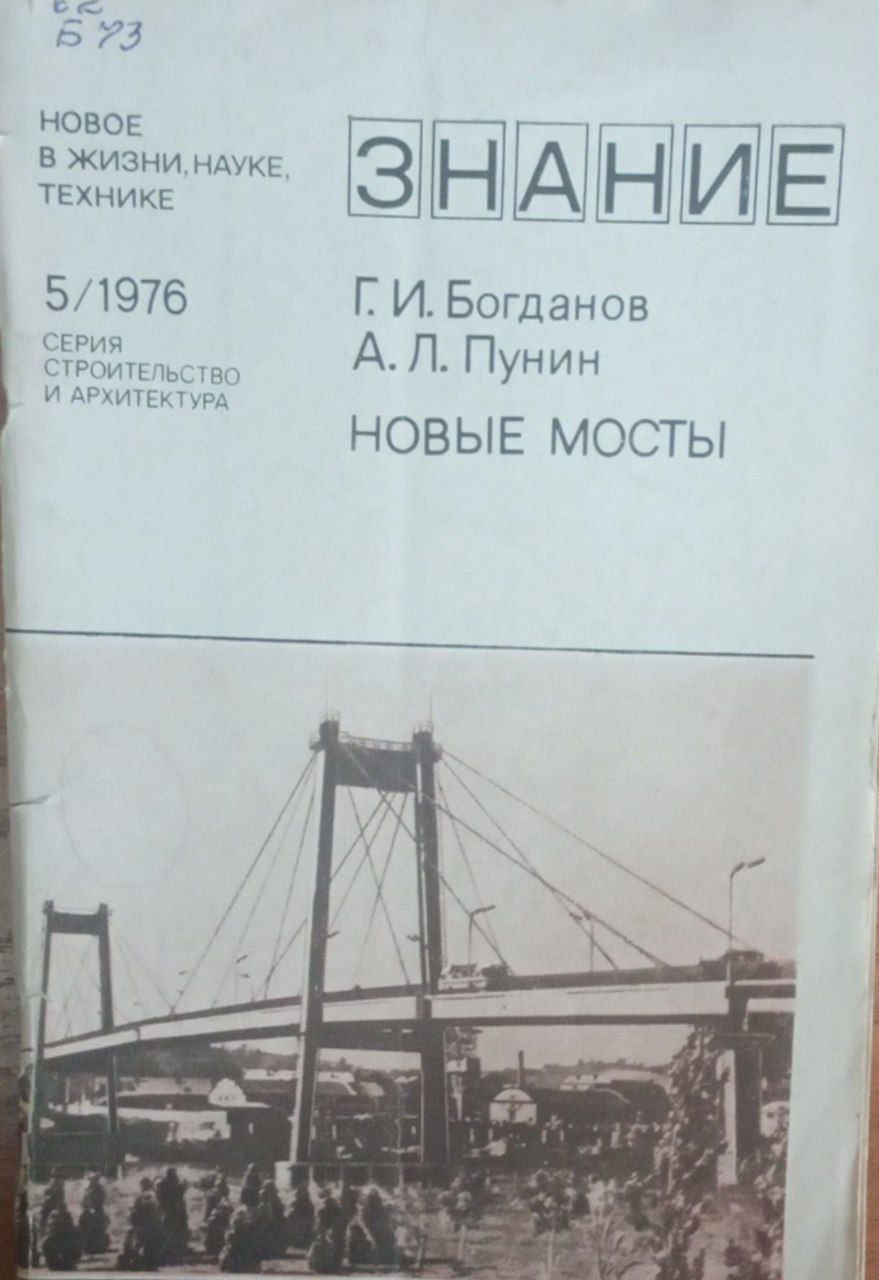 Б 73
НОВОЕ
В ЖИЗНИ, НАУКЕ,
ТЕХНИКЕ
ЗНАНИЕ
5/1976
СЕРИЯ
СТРОИТЕЛЬСТВО
И АРХИТЕКТУРА
Г. И. Богданов
А. Л. Пунин
НОВЫЕ МОСТЫ